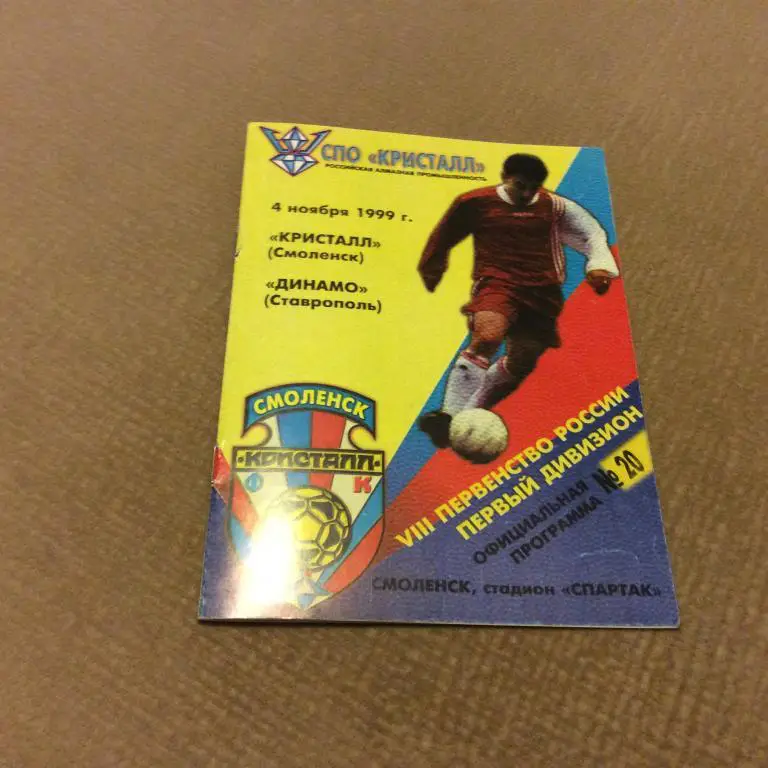 СПО «КРИСТАЛЛ»
РОССИЙСКАЯ АЛМАЗНАЯ ПРОМЫШЛЕННОСТЬ
4 ноября 1999 г.
«КРИСТАЛЛ»
(Смоленск)
«ДИНАМО»
(Ставрополь)
СМОЛЕНСК
КРИСТАЛЛ
Ф К
VIII ПЕРВЕНСТВО РОССИИ
ПЕРВЫЙ ДИВИЗИОН
ОФИЦИАЛЬНАЯ
ПРОГРАММА № 20
СМОЛЕНСК, стадион «СПАРТАК»